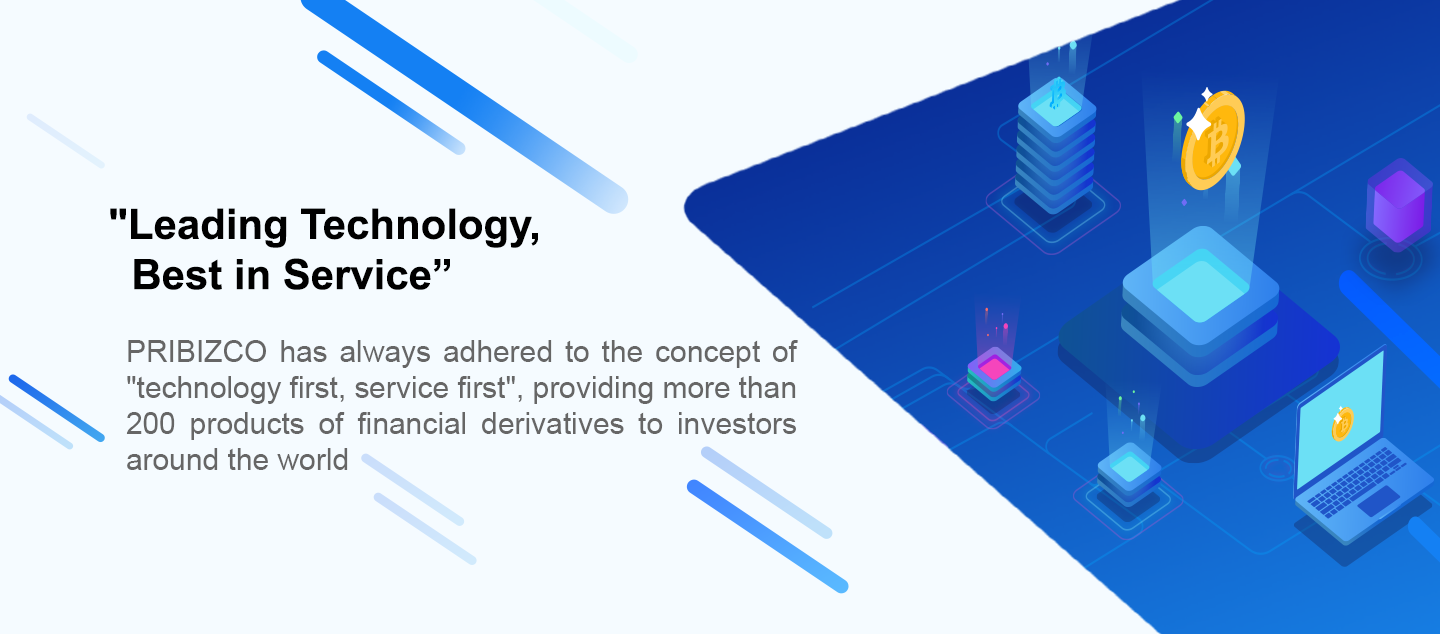 "Leading Technology,
Best in Service”
PRIBIZCO has always adhered to the concept of
"technology first, service first", providing more than
200 products of financial derivatives to investors
around the world